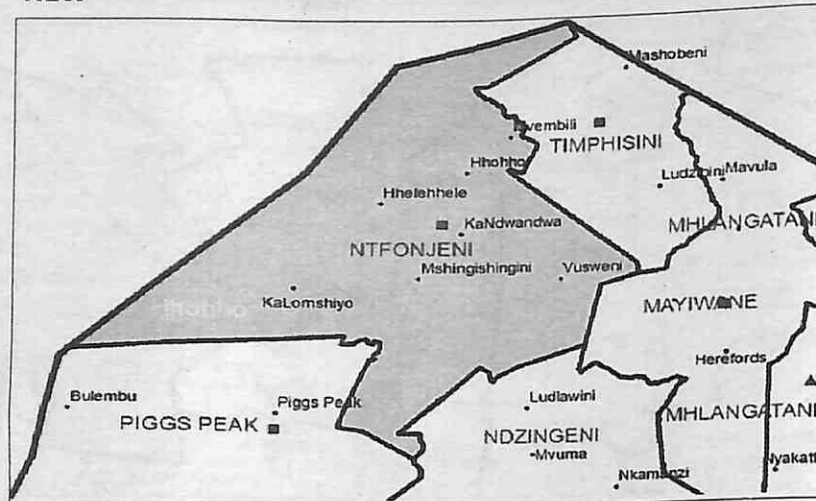 Mashobeni
TIMPHISINI
Hhohho
Ludzibini
Mavula
Hhelehhele
MHLANGATANE
KaNdwandwa
NTFONJENI
Mshingishingini
Vusweni
KaLomshiyo
Hhohho
MAYIWANE
Herefords
Bulembu
Piggs Peak
PIGGS PEAK
Ludlawini
NDZINGENI
MHLANGATANE
Mvuma
Nkamanzi